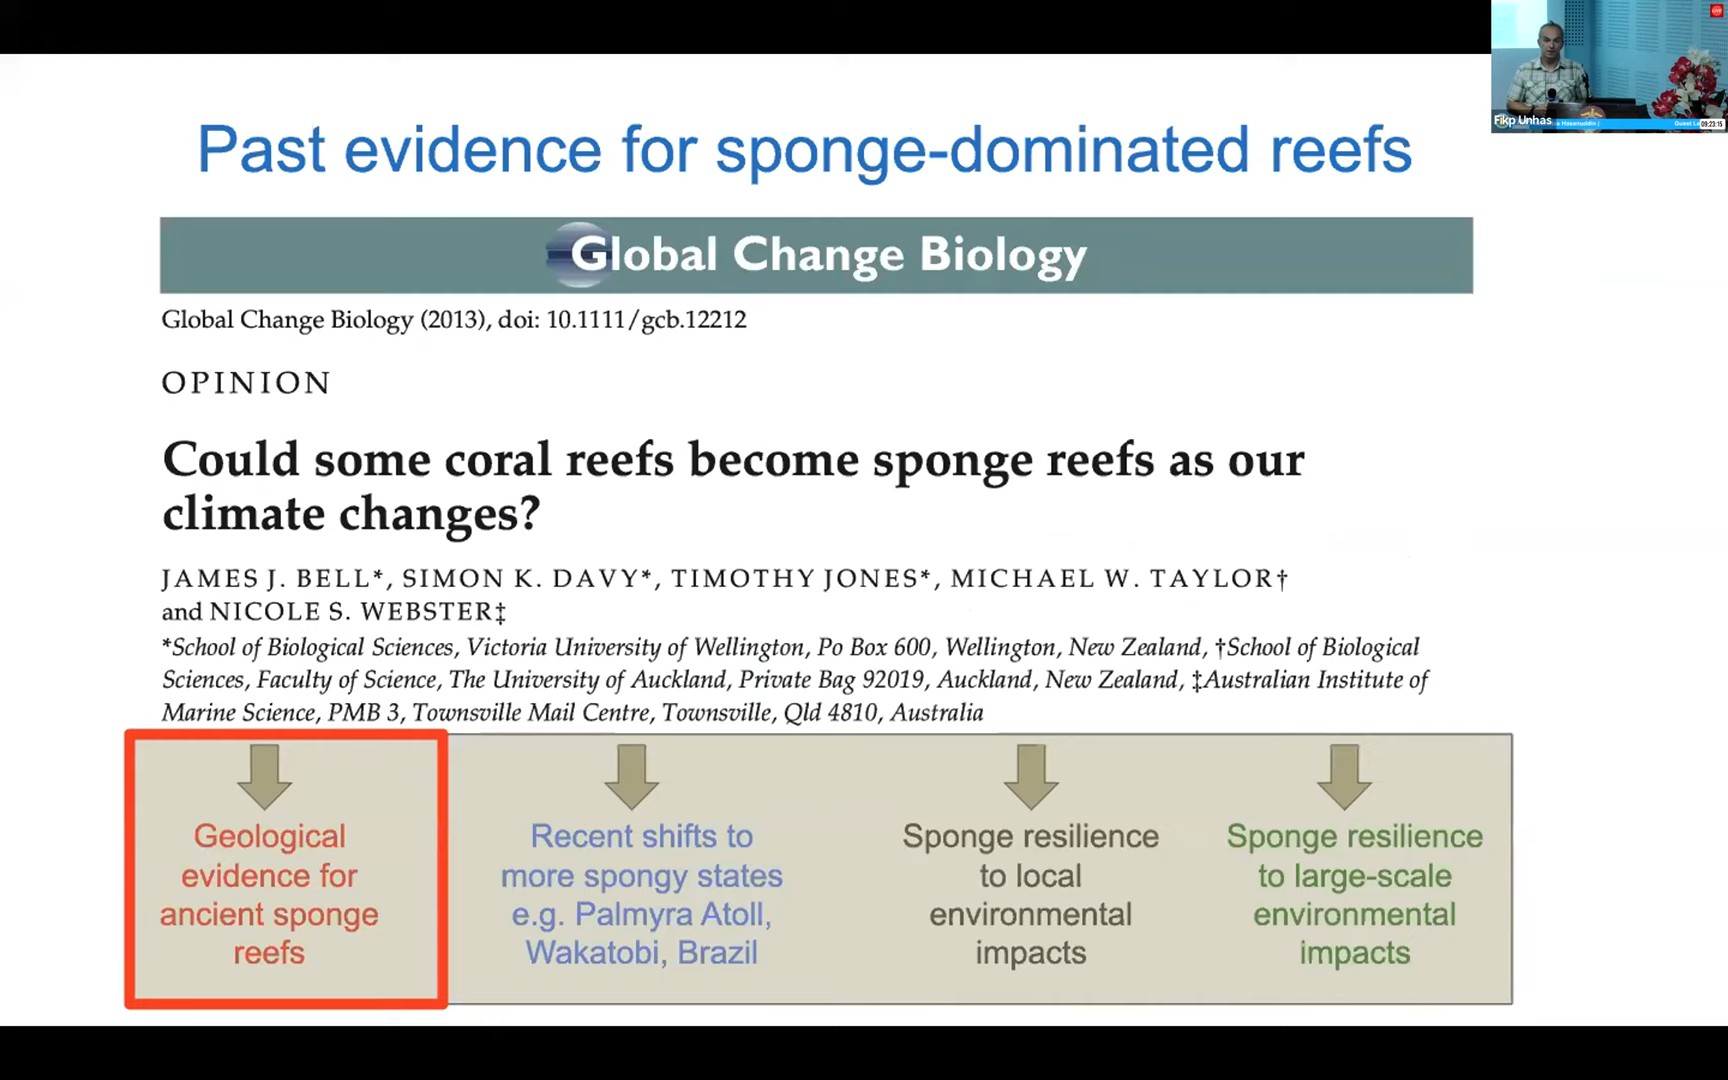 Past evidence for sponge-dominated reefs
Global Change Biology
Global Change Biology (2013), doi: 10.1111/gcb.12212
OPINION
Could some coral reefs become sponge reefs as our
climate changes?
JAMES J. BELL*, SIMON K. DAVY*, TIMOTHY JONES*, MICHAEL W. TAYLOR†
and NICOLE S. WEBSTER‡
*School of Biological Sciences, Victoria University of Wellington, Po Box 600, Wellington, New Zealand, †School of Biological
Sciences, Faculty of Science, The University of Auckland, Private Bag 92019, Auckland, New Zealand, ‡Australian Institute of
Marine Science, PMB 3, Townsville Mail Centre, Townsville, Qld 4810, Australia
Geological
evidence for
ancient sponge
reefs
Recent shifts to
more spongy states
e.g. Palmyra Atoll,
Wakatobi, Brazil
Sponge resilience
to local
environmental
impacts
Sponge resilience
to large-scale
environmental
impacts
LIVE
Fikp Unhas
09:23:15